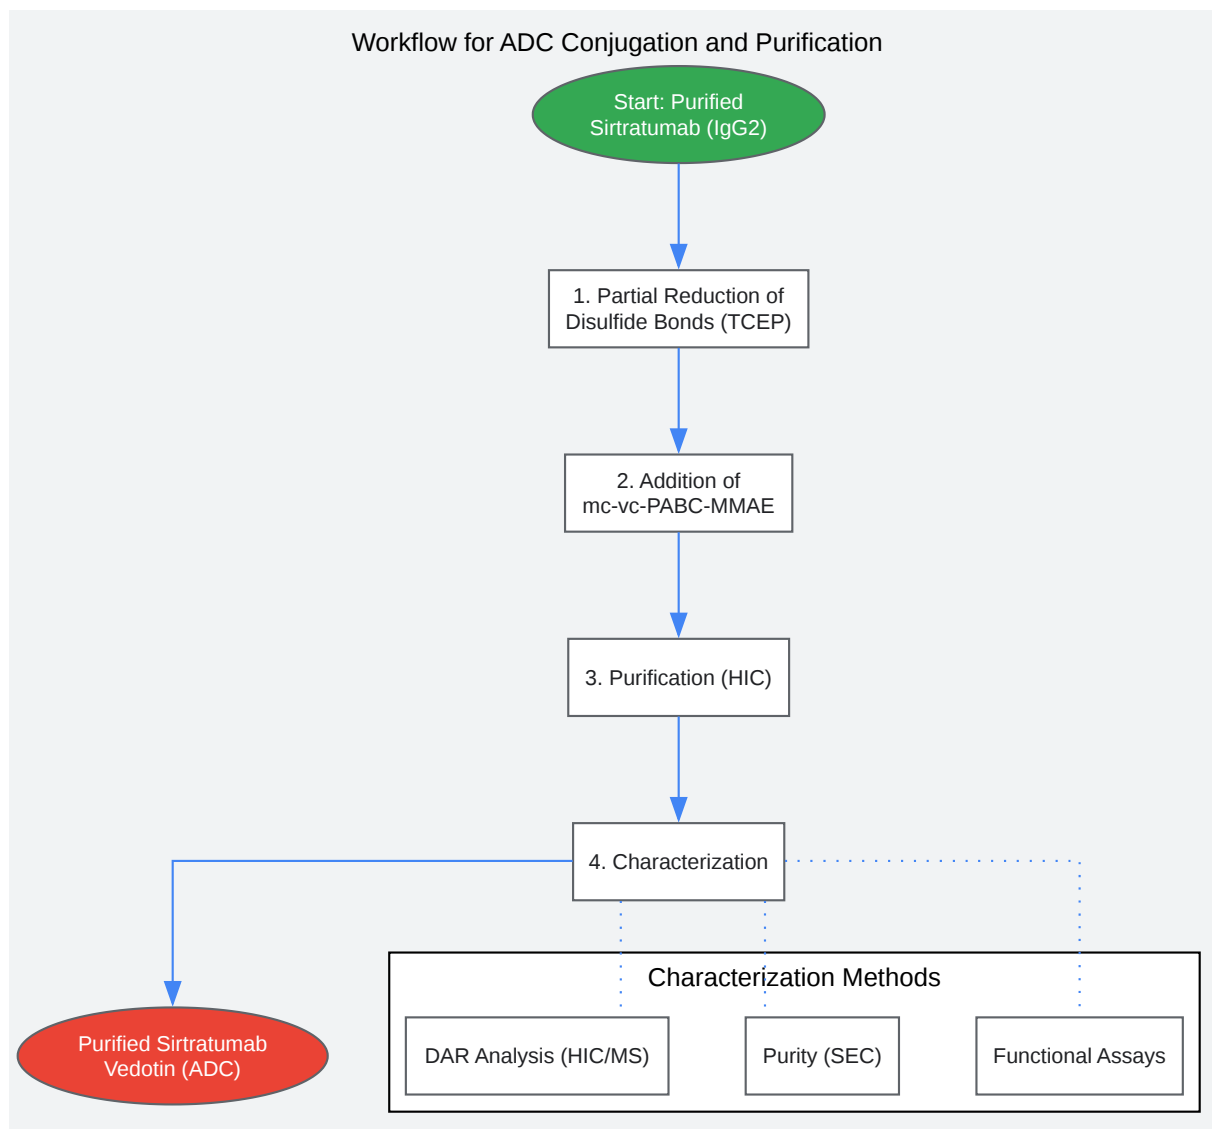 Workflow for ADC Conjugation and Purification
Start: Purified
Sirtratumab (IgG2)
1. Partial Reduction of
Disulfide Bonds (TCEP)
2. Addition of
mc-vc-PABC-MMAE
3. Purification (HIC)
4. Characterization
Purified Sirtratumab
Vedotin (ADC)
Characterization Methods
DAR Analysis (HIC/MS)
Purity (SEC)
Functional Assays